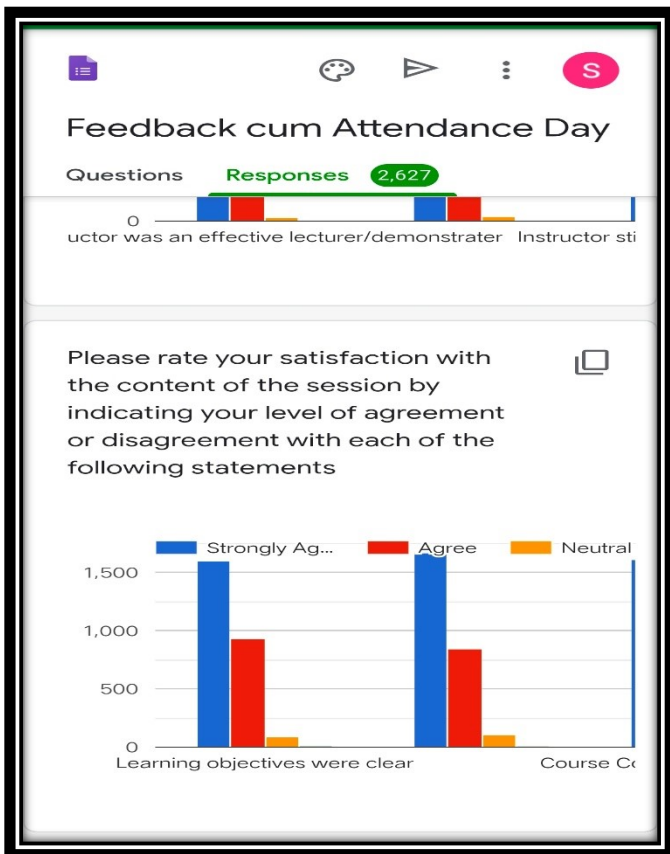 S
Feedback cum Attendance Day
Questions Responses 2,627
0
uctor was an effective lecturer/demonstrater Instructor sti
Please rate your satisfaction with
the content of the session by
indicating your level of agreement
or disagreement with each of the
following statements
Strongly Ag... Agree Neutral
1,500
1,000
500
0
Learning objectives were clear Course Co